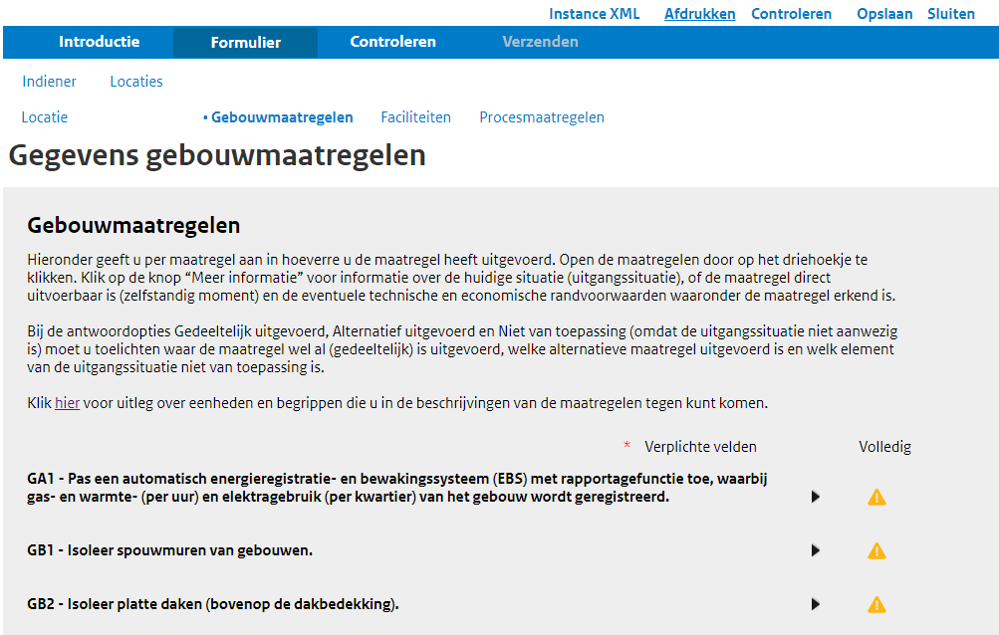 Instance XML Afdrukken Controleren Opslaan Sluiten
Introductie Formulier Controleren Verzenden
Indiener Locaties
Locatie • Gebouwmaatregelen Faciliteiten Procesmaatregelen
Gegevens gebouwmaatregelen
Gebouwmaatregelen
Hieronder geeft u per maatregel aan in hoeverre u de maatregel heeft uitgevoerd. Open de maatregelen door op het driehoekje te
klikken. Klik op de knop “Meer informatie” voor informatie over de huidige situatie (uitgangssituatie), of de maatregel direct
uitvoerbaar is (zelfstandig moment) en de eventuele technische en economische randvoorwaarden waaronder de maatregel erkend is.
Bij de antwoordopties Gedeeltelijk uitgevoerd, Alternatief uitgevoerd en Niet van toepassing (omdat de uitgangssituatie niet aanwezig
is) moet u toelichten waar de maatregel wel al (gedeeltelijk) is uitgevoerd, welke alternatieve maatregel uitgevoerd is en welk element
van de uitgangssituatie niet van toepassing is.
Klik hier voor uitleg over eenheden en begrippen die u in de beschrijvingen van de maatregelen tegen kunt komen.
* Verplichte velden Volledig
GA1 - Pas een automatisch energieregistratie- en bewakingssysteem (EBS) met rapportagefunctie toe, waarbij
gas- en warmte- (per uur) en elektragebruik (per kwartier) van het gebouw wordt geregistreerd.
GB1 - Isoleer spouwmuren van gebouwen.
GB2 - Isoleer platte daken (bovenop de dakbedekking).